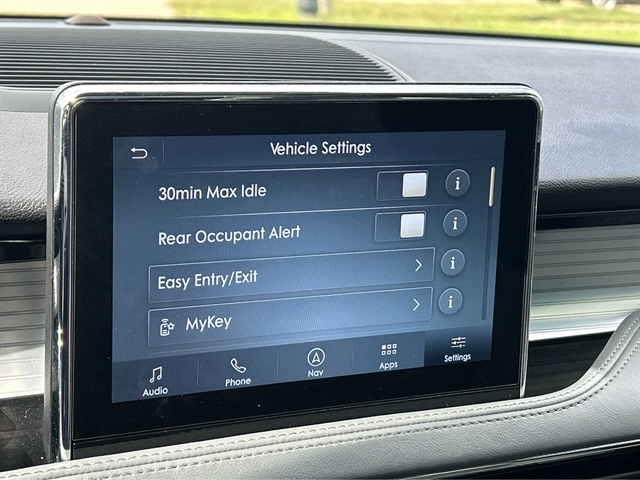 Vehicle Settings
30min Max Idle
i
Rear Occupant Alert
i
Easy Entry/Exit
i
MyKey
i
Audio
Phone
Nav
Apps
Settings